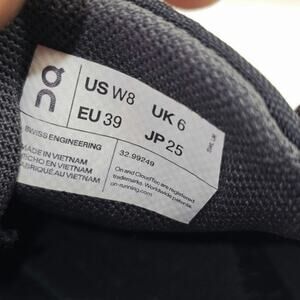 on
US W8 UK 6
EU 39 JP 25
SWISS ENGINEERING
MADE IN VIETNAM
HECHO EN VIETNAM
FABRIQUÉ AU VIETNAM
32.99249
On and CloudTec are registered
trademarks. Worldwide patents.
on-running.com